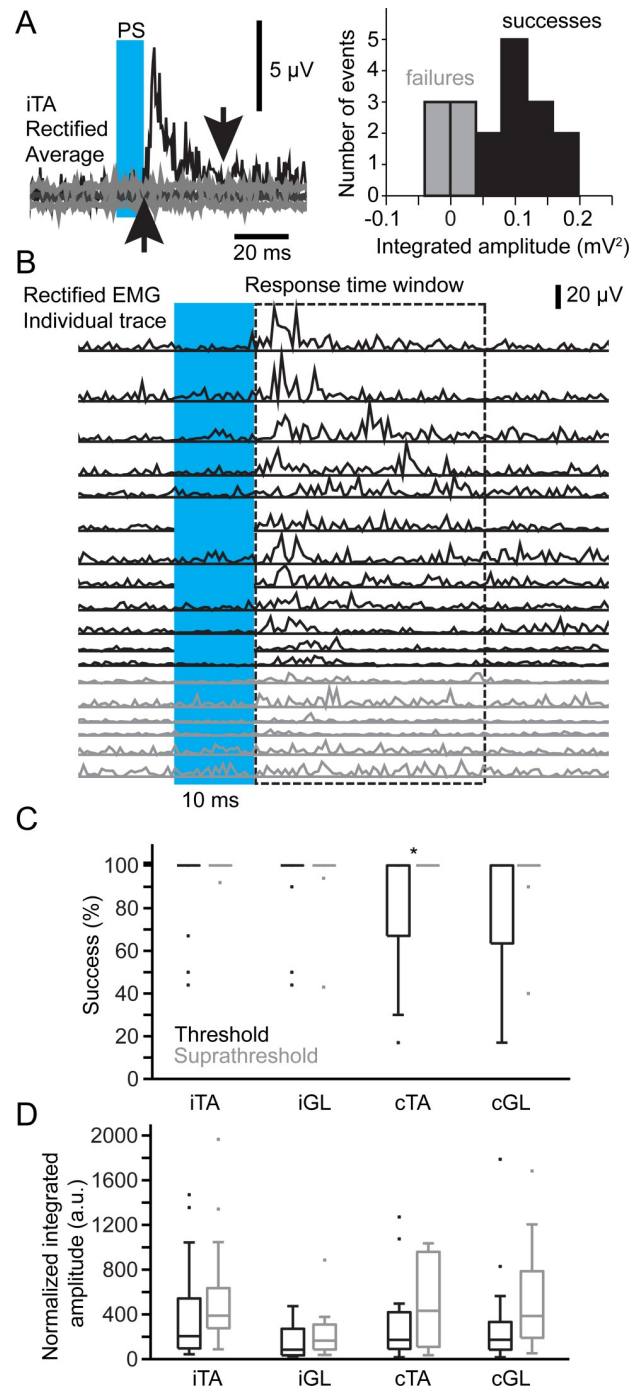 A
PS
5 µV
iTA
Rectified
Average
20 ms
successes
failures
Number of events
5
4
3
2
1
0
-0.1
0
0.1
0.2
Integrated amplitude (mV²)
B
Rectified EMG
Individual trace
Response time window
20 µV
10 ms
C
Success (%)
100
80
60
40
20
0
*
Threshold
Suprathreshold
iTA
iGL
cTA
cGL
D
Normalized integrated
amplitude (a.u.)
2000
1600
1200
800
400
0
iTA
iGL
cTA
cGL